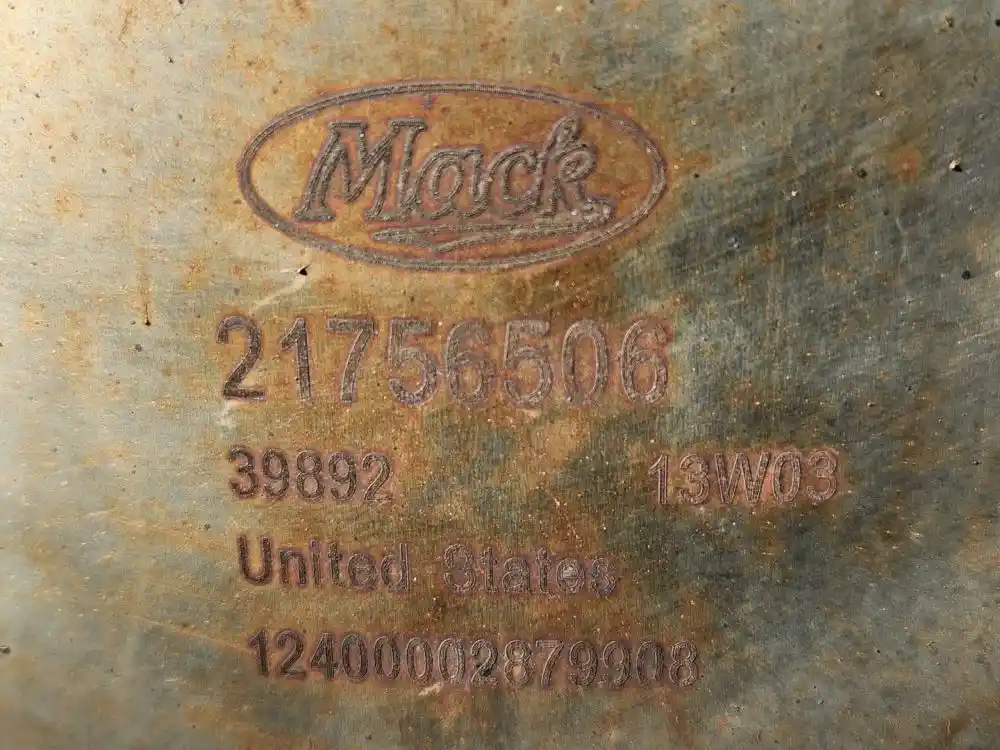 Mack
21756506
39892 13W03
United States
12400002879908